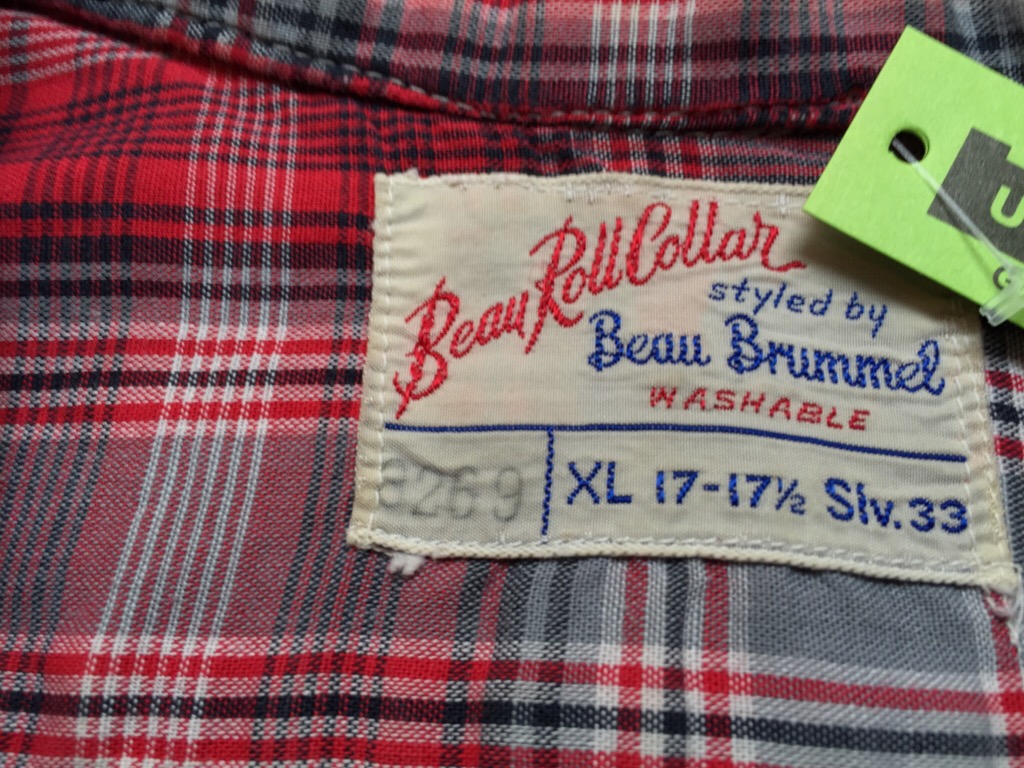 Beau Roll Collar
styled by
Beau Brummel
WASHABLE
3269
XL 17-17½ Slv. 33